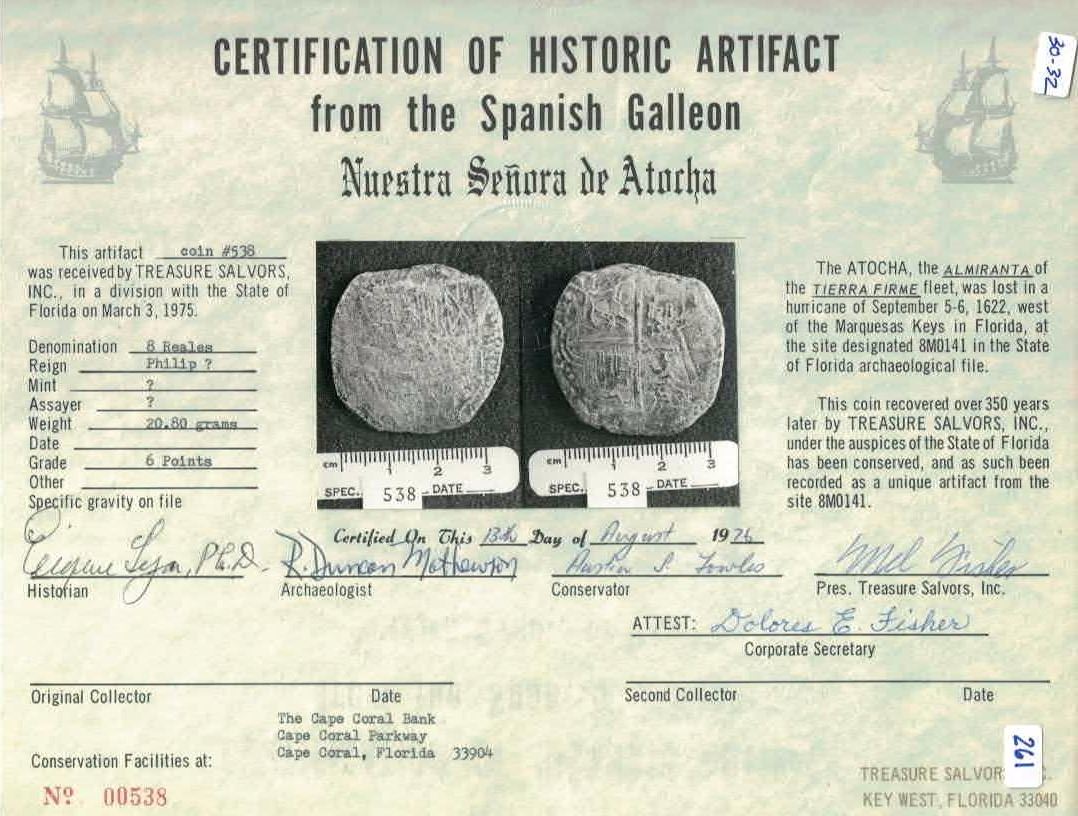 CERTIFICATION OF HISTORIC ARTIFACT
from the Spanish Galleon
Nuestra Señora de Atocha
30-32
This artifact coin #538
was received by TREASURE SALVORS,
INC., in a division with the State of
Florida on March 3, 1975.
Denomination 8 Reales
Reign Philip ?
Mint ?
Assayer ?
Weight 20.80 grams
Date
Grade 6 Points
Other
Specific gravity on file
cm 1 2 3
SPEC. 538 DATE
cm 1 2 3
SPEC. 538 DATE
The ATOCHA, the ALMIRANTA of
the TIERRA FIRME fleet, was lost in a
hurricane of September 5-6, 1622, west
of the Marquesas Keys in Florida, at
the site designated 8M0141 in the State
of Florida archaeological file.
This coin recovered over 350 years
later by TREASURE SALVORS, INC.,
under the auspices of the State of Florida
has been conserved, and as such been
recorded as a unique artifact from the
site 8M0141.
Certified On This 13th Day of August 1976
Eugene Lyon, Ph.D.
Historian
R. Duncan Mathewson
Archaeologist
Austin S. Fowles
Conservator
Mel Fisher
Pres. Treasure Salvors, Inc.
ATTEST: Dolores E. Fisher
Corporate Secretary
Original Collector Date
Second Collector Date
The Cape Coral Bank
Cape Coral Parkway
Cape Coral, Florida 33904
Conservation Facilities at:
Nº 00538
261
TREASURE SALVOR C.
KEY WEST, FLORIDA 33040